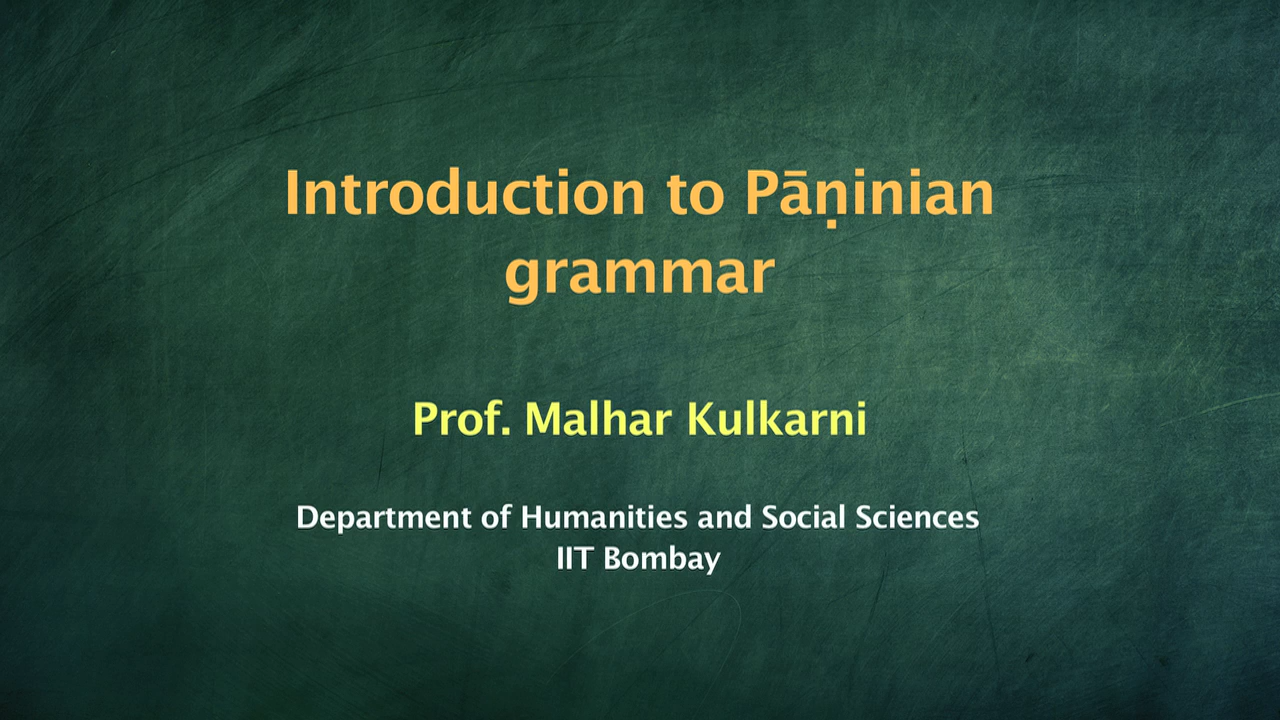 Introduction to Pāṇinian
grammar
Prof. Malhar Kulkarni
Department of Humanities and Social Sciences
IIT Bombay